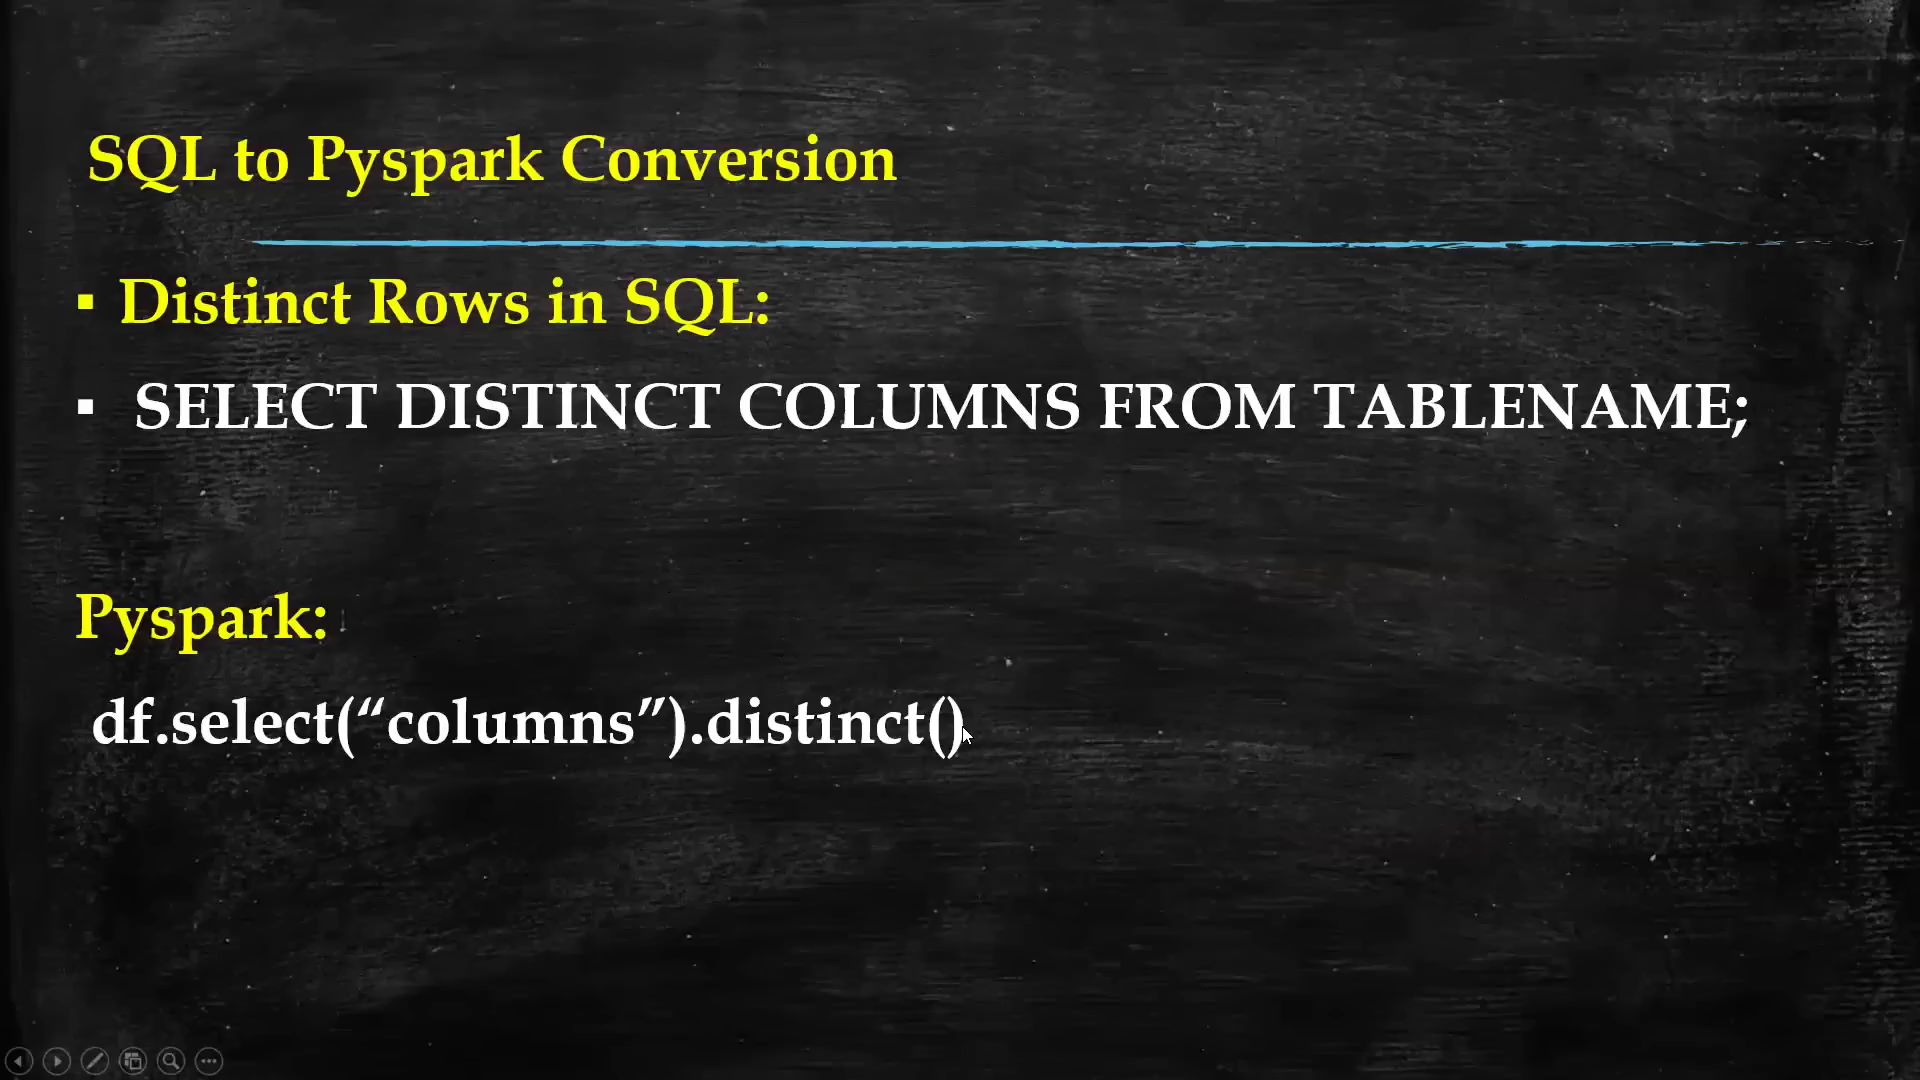 SQL to Pyspark Conversion
▪ Distinct Rows in SQL:
▪ SELECT DISTINCT COLUMNS FROM TABLENAME;
Pyspark:
df.select(“columns”).distinct()